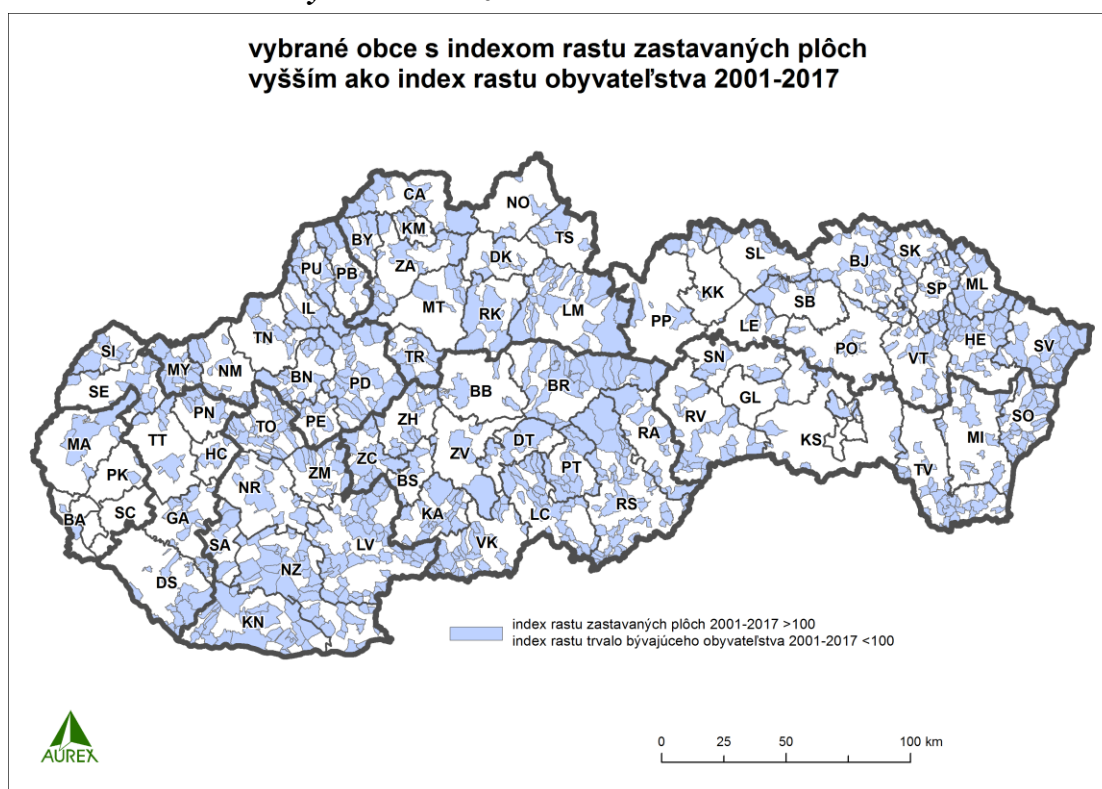 vybrané obce s indexom rastu zastavaných plôch
vyšším ako index rastu obyvateľstva 2001-2017
CA
NO
KM
BY
TS
ZA
DK
PU
PB
IL
MT
RK
LM
SL
BJ
SK
SP
ML
KK
SB
PP
LE
HE
SV
PO
VT
TN
SI
MY
NM
SE
BN
PD
TR
BB
BR
SN
GL
RV
KS
MI
SO
TV
PN
TO
PE
ZH
MA
TT
HC
ZC
ZV
DT
RA
PK
NR
ZM
BS
PT
BA
SC
GA
KA
LC
RS
SA
LV
VK
DS
NZ
KN
index rastu zastavaných plôch 2001-2017 >100
index rastu trvalo bývajúceho obyvateľstva 2001-2017 <100
AUREX
0 25 50 100 km